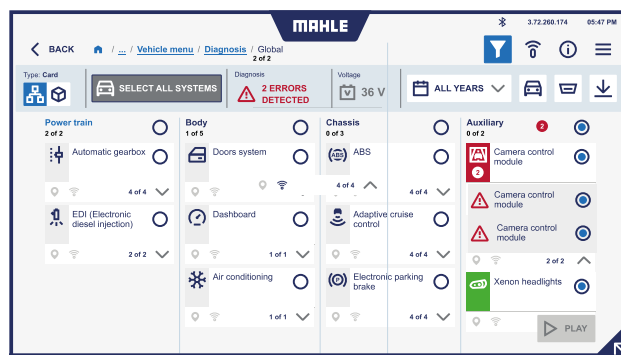 MAHLE
3.72.260.174
05:47 PM
BACK
/ ... / Vehicle menu / Diagnosis / Global
2 of 2
Type: Card
SELECT ALL SYSTEMS
Diagnosis
2 ERRORS
DETECTED
Voltage
36 V
ALL YEARS
Power train
2 of 2
Automatic gearbox
4 of 4
EDI (Electronic
diesel injection)
2 of 2
Body
1 of 5
Doors system
4 of 4
Dashboard
1 of 1
Air conditioning
1 of 1
Chassis
0 of 3
ABS
ABS
4 of 4
Adaptive cruise
control
4 of 4
P
Electronic parking
brake
4 of 4
Auxiliary
0 of 2
2
Camera control
module
2
Camera control
module
Camera control
module
2 of 2
Xenon headlights
PLAY